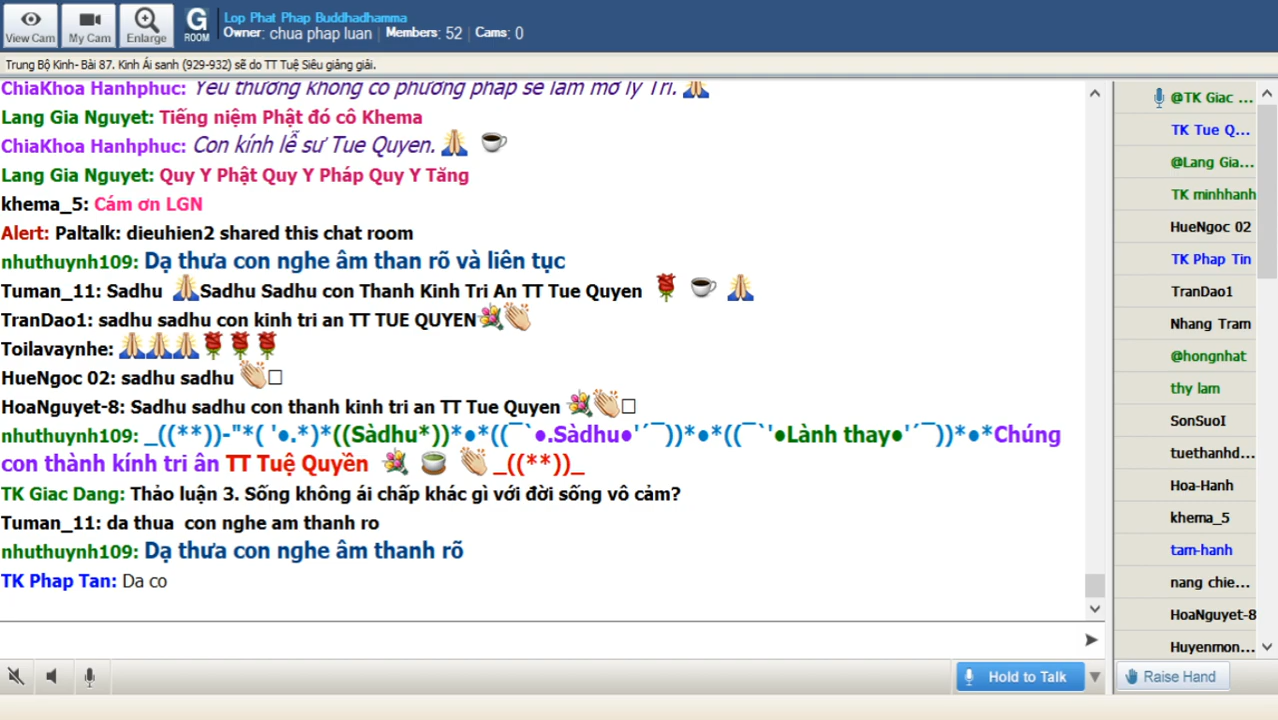 View Cam
My Cam
Enlarge
G
ROOM
Lop Phat Phap Buddhadhamma
Owner: chua phap luan Members: 52 Cams: 0
Trung Bộ Kinh- Bài 87. Kinh Ái sanh (929-932) sẽ do TT Tuệ Siêu giảng giải.
ChiaKhoa Hanhphuc: Yêu thương không có phương pháp sẽ làm mờ lý Trí. 🙏
Lang Gia Nguyet: Tiếng niệm Phật đó cô Khema
ChiaKhoa Hanhphuc: Con kính lễ sư Tue Quyen. 🙏 ☕
Lang Gia Nguyet: Quy Y Phật Quy Y Pháp Quy Y Tăng
khema_5: Cám ơn LGN
Alert: Paltalk: dieuhien2 shared this chat room
nhuthuynh109: Dạ thưa con nghe âm than rõ và liên tục
Tuman_11: Sadhu 🙏Sadhu Sadhu con Thanh Kinh Tri An TT Tue Quyen 🌹 ☕ 🙏
TranDao1: sadhu sadhu con kinh tri an TT TUE QUYEN💐👏
Toilavaynhe: 🙏🙏🙏🌹🌹🌹
HueNgoc 02: sadhu sadhu 👏□
HoaNguyet-8: Sadhu sadhu con thanh kinh tri an TT Tue Quyen 💐👏□
nhuthuynh109: _((**))-"*( '●.*)*((Sàdhu*))*●*((¯`●.Sàdhu●'´¯))*●*((¯`'●Lành thay●'´¯))*●*Chúng
con thành kính tri ân TT Tuệ Quyền 💐 🍵 👏 _((**))_
TK Giac Dang: Thảo luận 3. Sống không ái chấp khác gì với đời sống vô cảm?
Tuman_11: da thua con nghe am thanh ro
nhuthuynh109: Dạ thưa con nghe âm thanh rõ
TK Phap Tan: Da co
Hold to Talk
@TK Giac ...
TK Tue Q...
@Lang Gia...
TK minhhanh
HueNgoc 02
TK Phap Tin
TranDao1
Nhang Tram
@hongnhat
thy lam
SonSuoI
tuethanhd...
Hoa-Hanh
khema_5
tam-hanh
nang chie...
HoaNguyet-8
Huyenmon...
Raise Hand